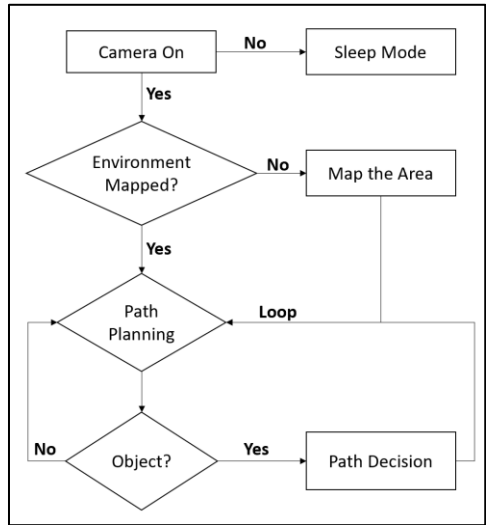 Camera On
No
Sleep Mode
Yes
Environment
Mapped?
No
Map the Area
Yes
Path
Planning
Loop
No
Object?
Yes
Path Decision